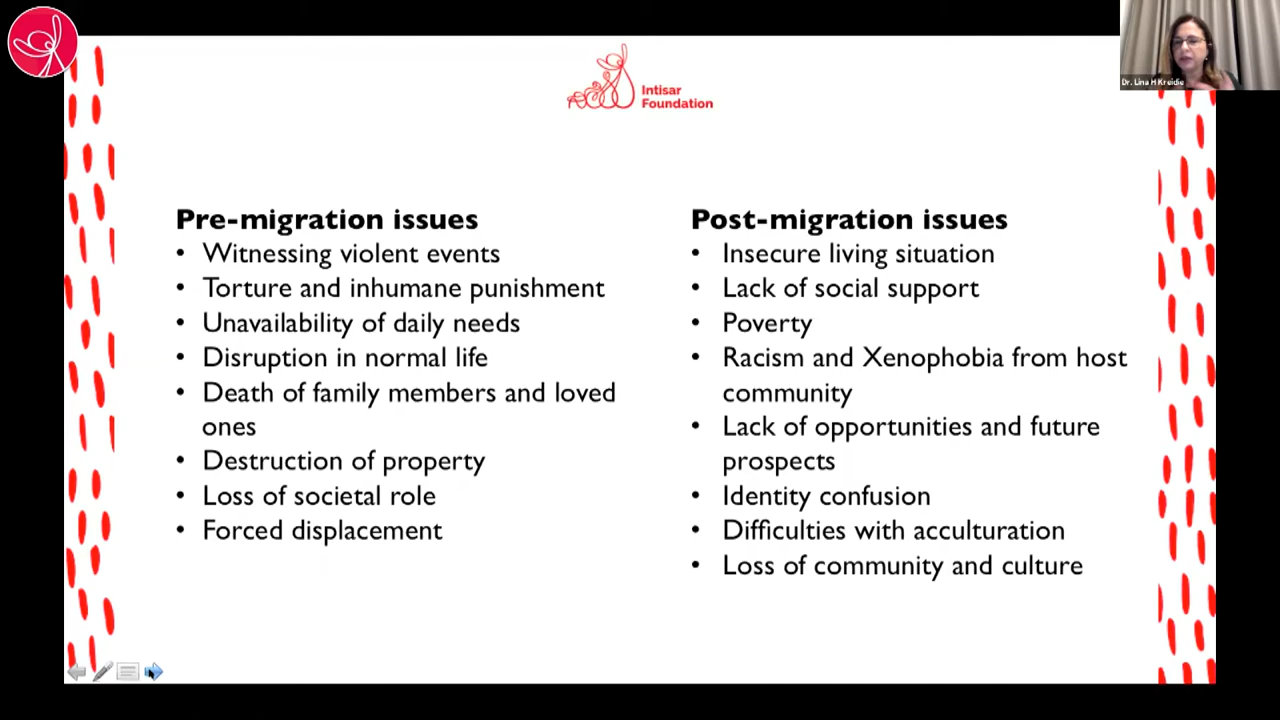 Intisar
Foundation
Dr. Lina H Kreidie
Pre-migration issues
• Witnessing violent events
• Torture and inhumane punishment
• Unavailability of daily needs
• Disruption in normal life
• Death of family members and loved
ones
• Destruction of property
• Loss of societal role
• Forced displacement
Post-migration issues
• Insecure living situation
• Lack of social support
• Poverty
• Racism and Xenophobia from host
community
• Lack of opportunities and future
prospects
• Identity confusion
• Difficulties with acculturation
• Loss of community and culture